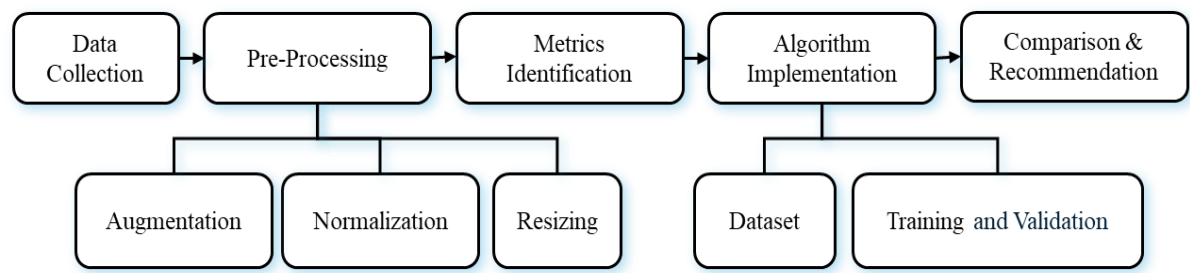 Data
Collection
Pre-Processing
Metrics
Identification
Algorithm
Implementation
Comparison &
Recommendation
Augmentation
Normalization
Resizing
Dataset
Training and Validation